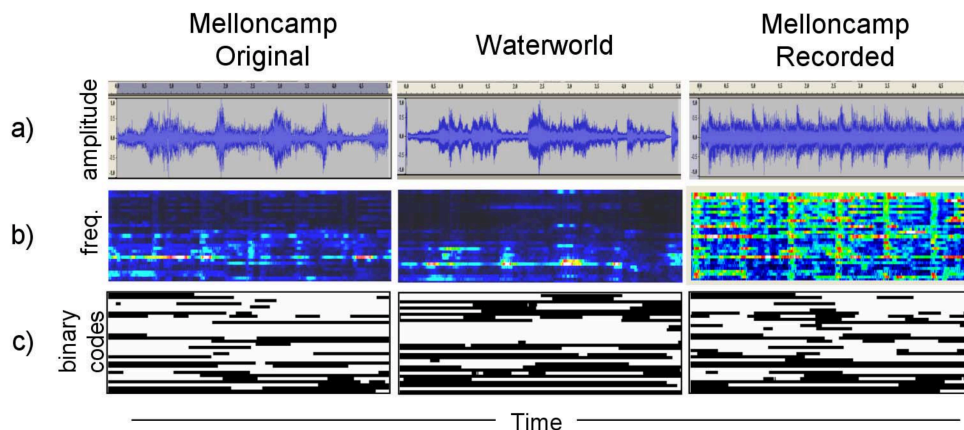 Melloncamp
Original
Waterworld
Melloncamp
Recorded
a)
amplitude
b)
freq.
c)
binary
codes
Time